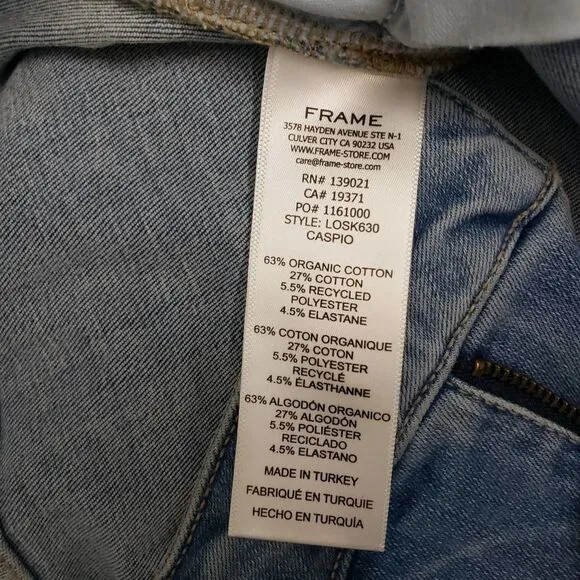 FRAME
3578 HAYDEN AVENUE STE N-1
CULVER CITY CA 90232 USA
WWW.FRAME-STORE.COM
care@frame-store.com
RN# 139021
CA# 19371
PO# 1161000
STYLE: LOSK630
CASPIO
63% ORGANIC COTTON
27% COTTON
5.5% RECYCLED
POLYESTER
4.5% ELASTANE
63% COTON ORGANIQUE
27% COTON
5.5% POLYESTER
RECYCLÉ
4.5% ÉLASTHANNE
63% ALGODÓN ORGANICO
27% ALGODÓN
5.5% POLIÉSTER
RECICLADO
4.5% ELASTANO
MADE IN TURKEY
FABRIQUÉ EN TURQUIE
HECHO EN TURQUÍA